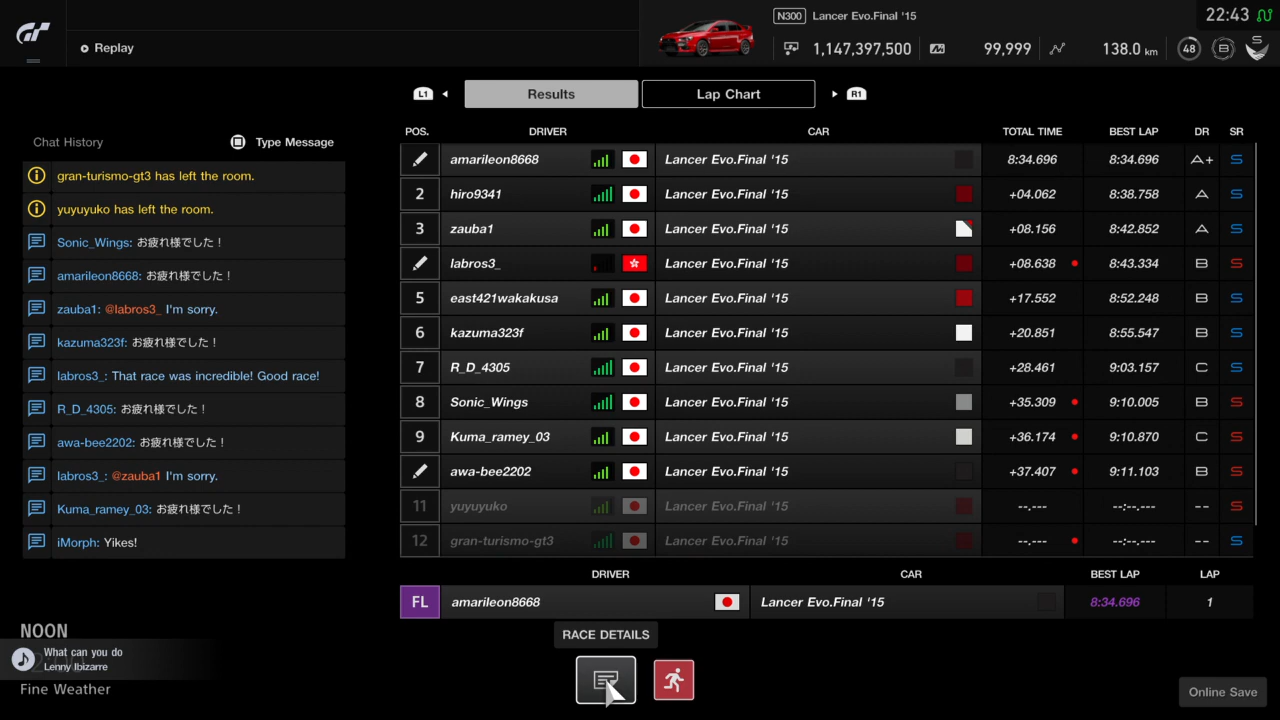 N300 Lancer Evo.Final '15
22:43
Replay
1,147,397,500 99,999 138.0 km 48 B S
L1 Results Lap Chart R1
Chat History Type Message
gran-turismo-gt3 has left the room.
yuyuyuko has left the room.
Sonic_Wings: お疲れ様でした！
amarileon8668: お疲れ様でした！
zauba1: @labros3_ I'm sorry.
kazuma323f: お疲れ様でした！
labros3_: That race was incredible! Good race!
R_D_4305: お疲れ様でした！
awa-bee2202: お疲れ様でした！
labros3_: @zauba1 I'm sorry.
Kuma_ramey_03: お疲れ様でした！
iMorph: Yikes!
POS. DRIVER CAR TOTAL TIME BEST LAP DR SR
amarileon8668 Lancer Evo.Final '15 8:34.696 8:34.696 A+ S
2 hiro9341 Lancer Evo.Final '15 +04.062 8:38.758 A S
3 zauba1 Lancer Evo.Final '15 +08.156 8:42.852 A S
labros3_ Lancer Evo.Final '15 +08.638 8:43.334 B S
5 east421wakakusa Lancer Evo.Final '15 +17.552 8:52.248 B S
6 kazuma323f Lancer Evo.Final '15 +20.851 8:55.547 B S
7 R_D_4305 Lancer Evo.Final '15 +28.461 9:03.157 C S
8 Sonic_Wings Lancer Evo.Final '15 +35.309 9:10.005 B S
9 Kuma_ramey_03 Lancer Evo.Final '15 +36.174 9:10.870 C S
awa-bee2202 Lancer Evo.Final '15 +37.407 9:11.103 B S
11 yuyuyuko Lancer Evo.Final '15 --.--- --:--.--- -- S
12 gran-turismo-gt3 Lancer Evo.Final '15 --.--- --:--.--- -- S
DRIVER CAR BEST LAP LAP
FL amarileon8668 Lancer Evo.Final '15 8:34.696 1
RACE DETAILS
NOON
What can you do
Lenny Ibizarre
Fine Weather
Online Save